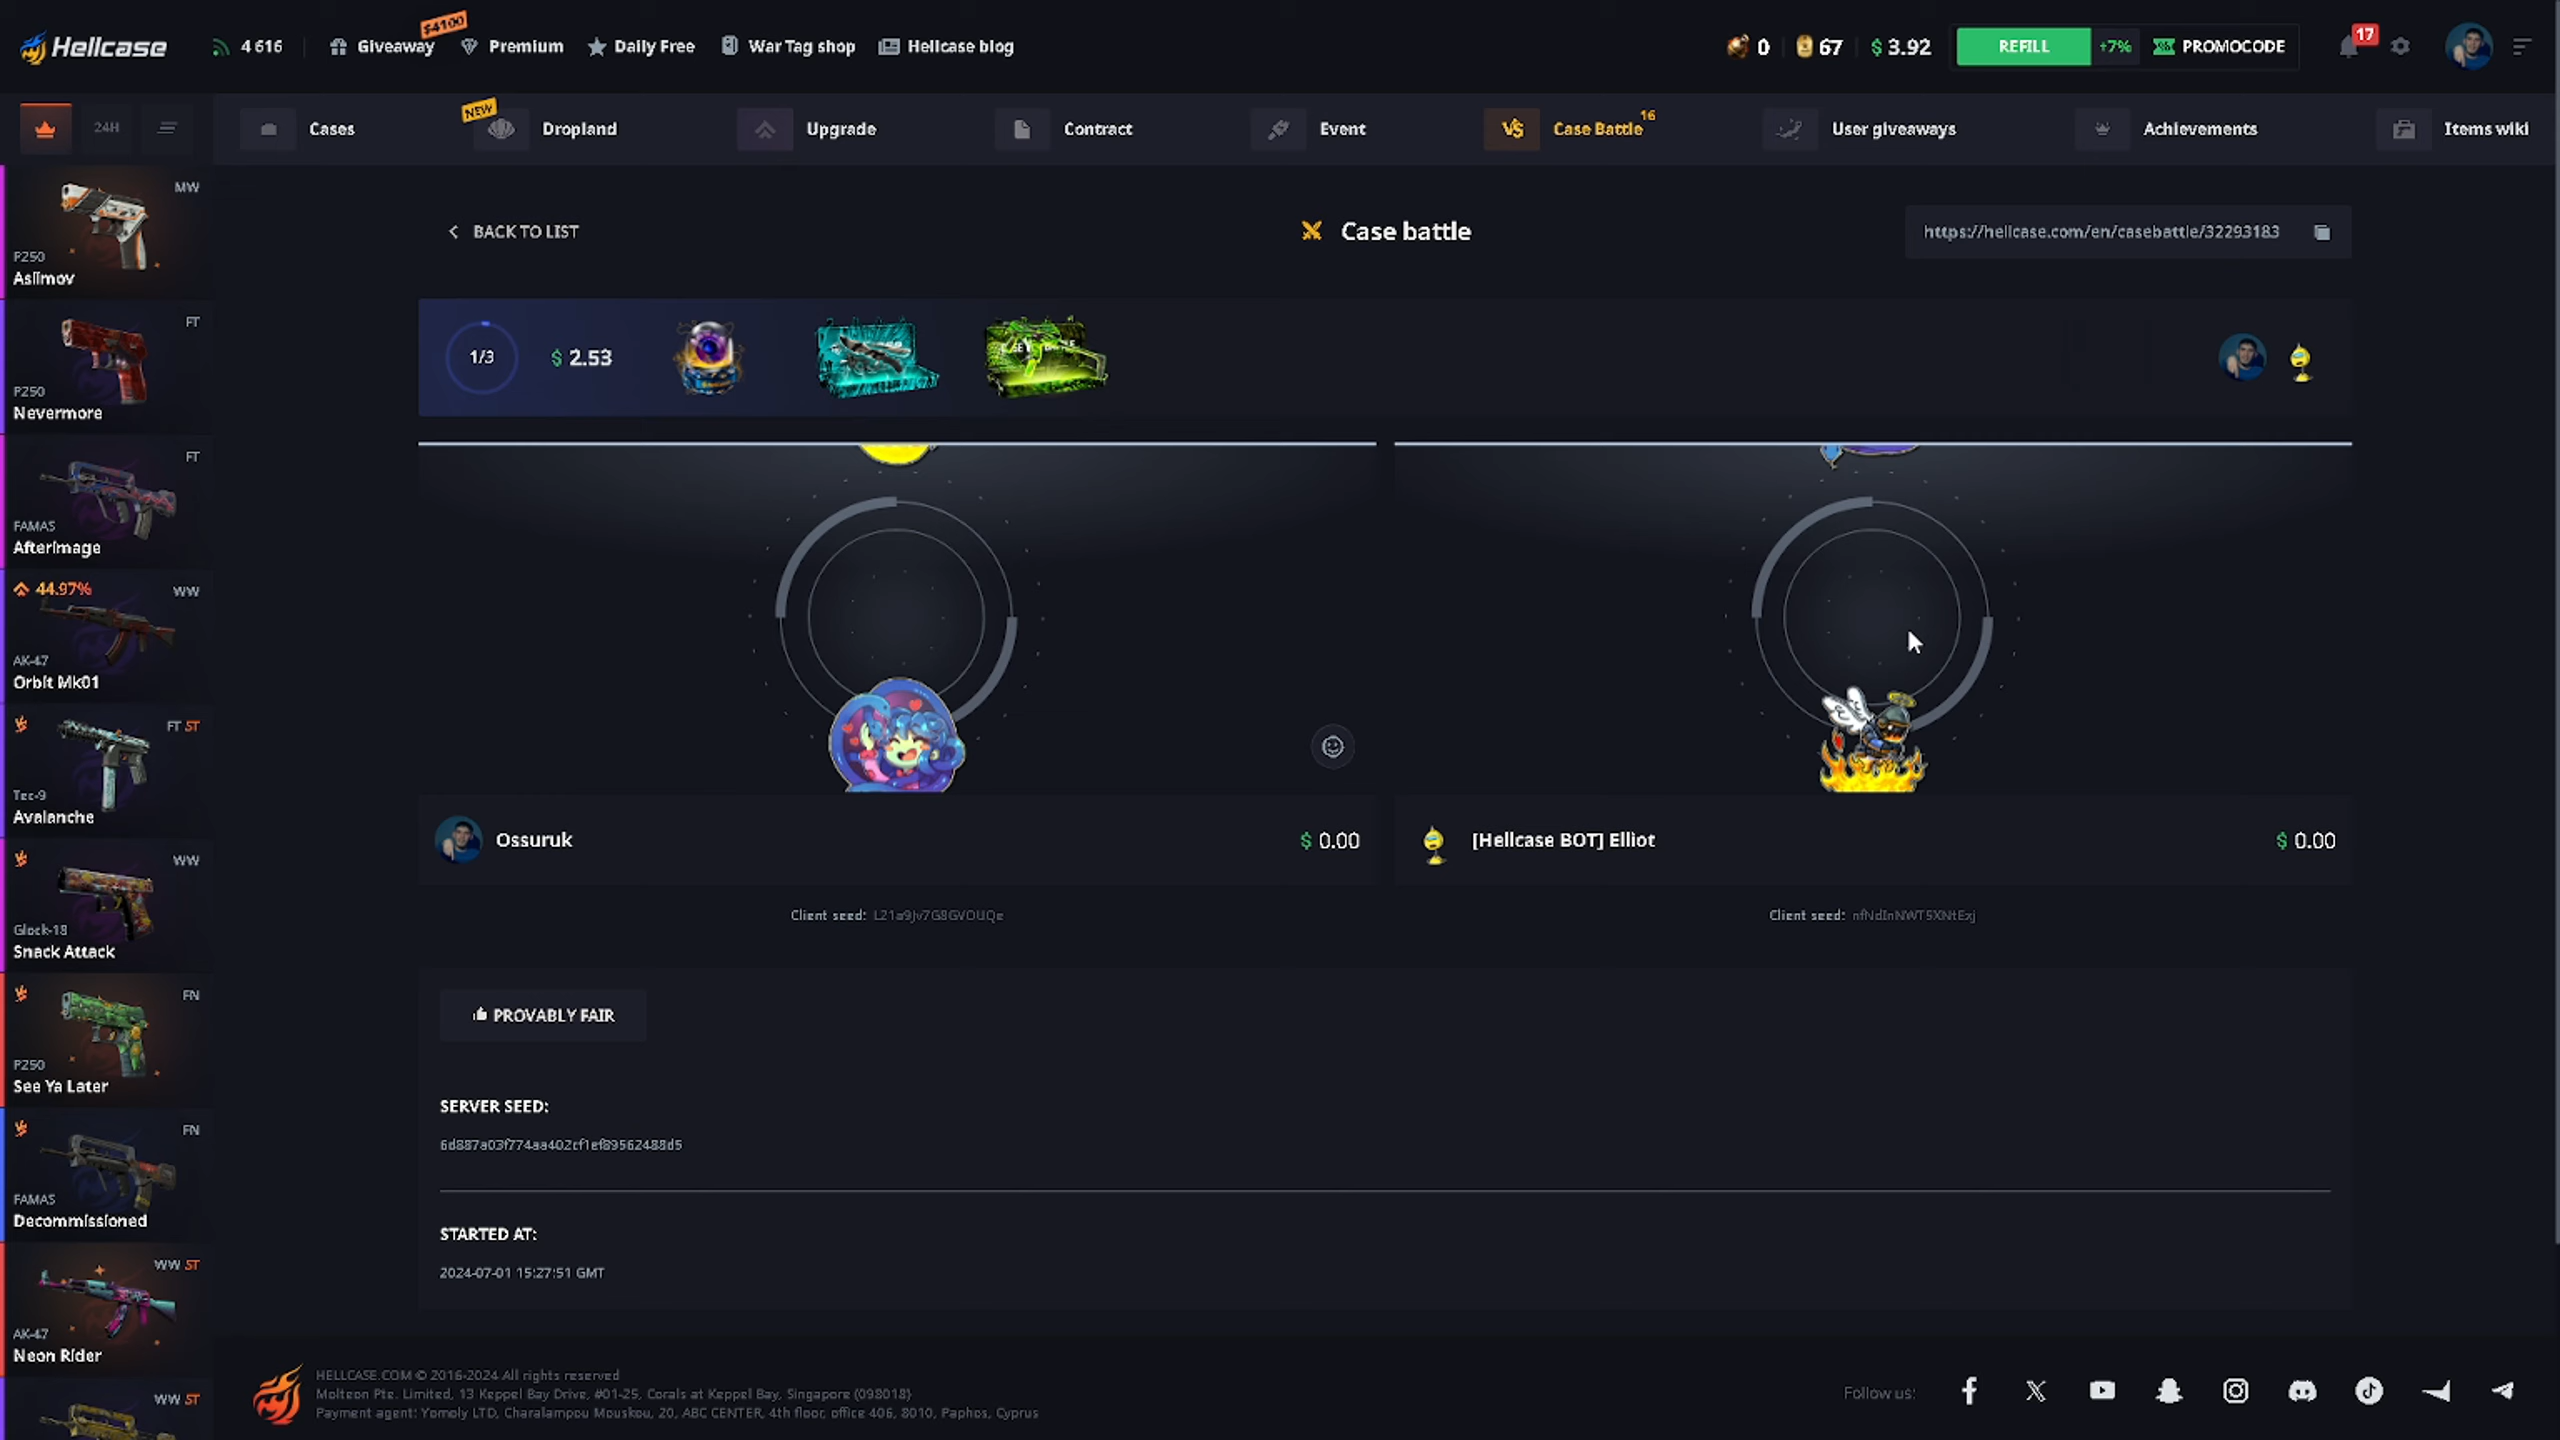 Hellcase
4 616
Giveaway
$4100
Premium
Daily Free
War Tag shop
Hellcase blog
0
67
$ 3.92
REFILL
+7%
PROMOCODE
17
24H
Cases
NEW
Dropland
Upgrade
Contract
Event
VS
Case Battle
16
User giveaways
Achievements
Items wiki
MW
P250
Asiimov
FT
P250
Nevermore
FT
FAMAS
Afterimage
44.97%
WW
AK-47
Orbit Mk01
FT ST
Tec-9
Avalanche
WW
Glock-18
Snack Attack
FN
P250
See Ya Later
FN
FAMAS
Decommissioned
WW ST
AK-47
Neon Rider
WW ST
BACK TO LIST
Case battle
https://hellcase.com/en/casebattle/32293183
1/3
$ 2.53
Ossuruk
$ 0.00
[Hellcase BOT] Elliot
$ 0.00
Client seed: L21a9Jv7G8GVOUQe
Client seed: nfNdInNWT5XNtExj
PROVABLY FAIR
SERVER SEED:
6d887a03f774aa402cf1ef89562488d5
STARTED AT:
2024-07-01 15:27:51 GMT
HELLCASE.COM © 2016-2024 All rights reserved
Molteon Pte. Limited, 13 Keppel Bay Drive, #01-25, Corals at Keppel Bay, Singapore (098018)
Payment agent: Yomoly LTD, Charalampou Mouskou, 20, ABC CENTER, 4th floor, office 406, 8010, Paphos, Cyprus
Follow us: